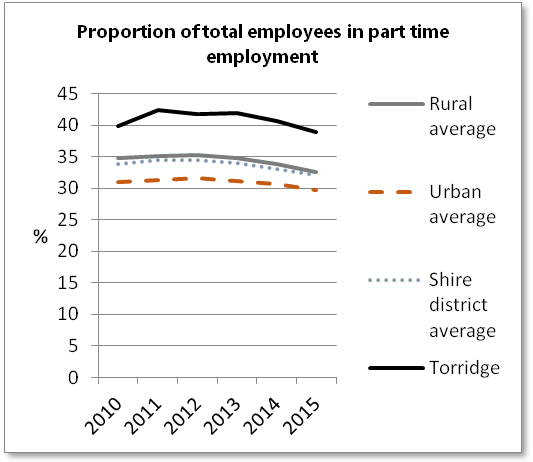 Proportion of total employees in part time
employment
45
40
35
30
25
20
15
10
5
0
%
2010
2011
2012
2013
2014
2015
Rural
average
Urban
average
Shire
district
average
Torridge